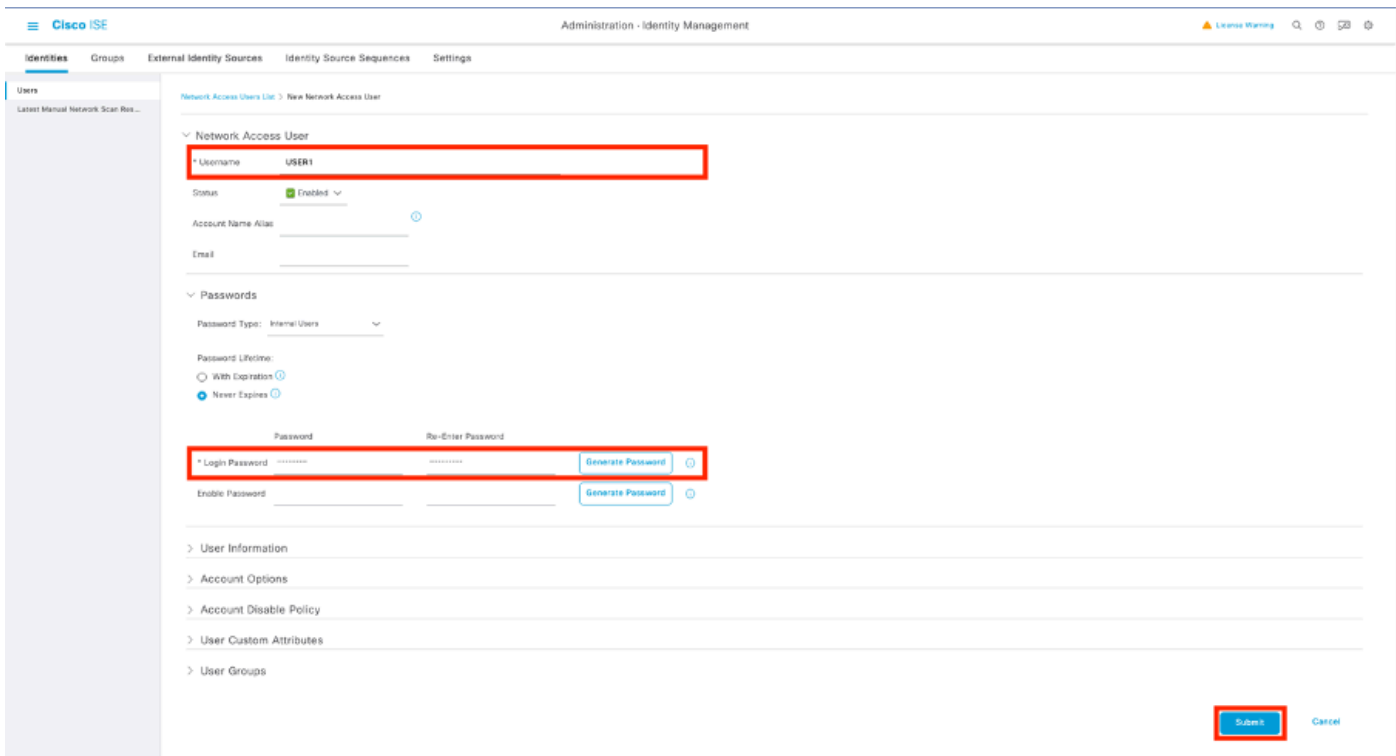 Cisco ISE
Administration - Identity Management
License Warning
Identities Groups External Identity Sources Identity Source Sequences Settings
Users
Latest Manual Network Scan Res...
Network Access Users List > New Network Access User
Network Access User
* Username USER1
Status Enabled
Account Name Alias
Email
Passwords
Password Type: Internal Users
Password Lifetime:
With Expiration
Never Expires
Password Re-Enter Password
* Login Password Generate Password
Enable Password Generate Password
User Information
Account Options
Account Disable Policy
User Custom Attributes
User Groups
Submit Cancel